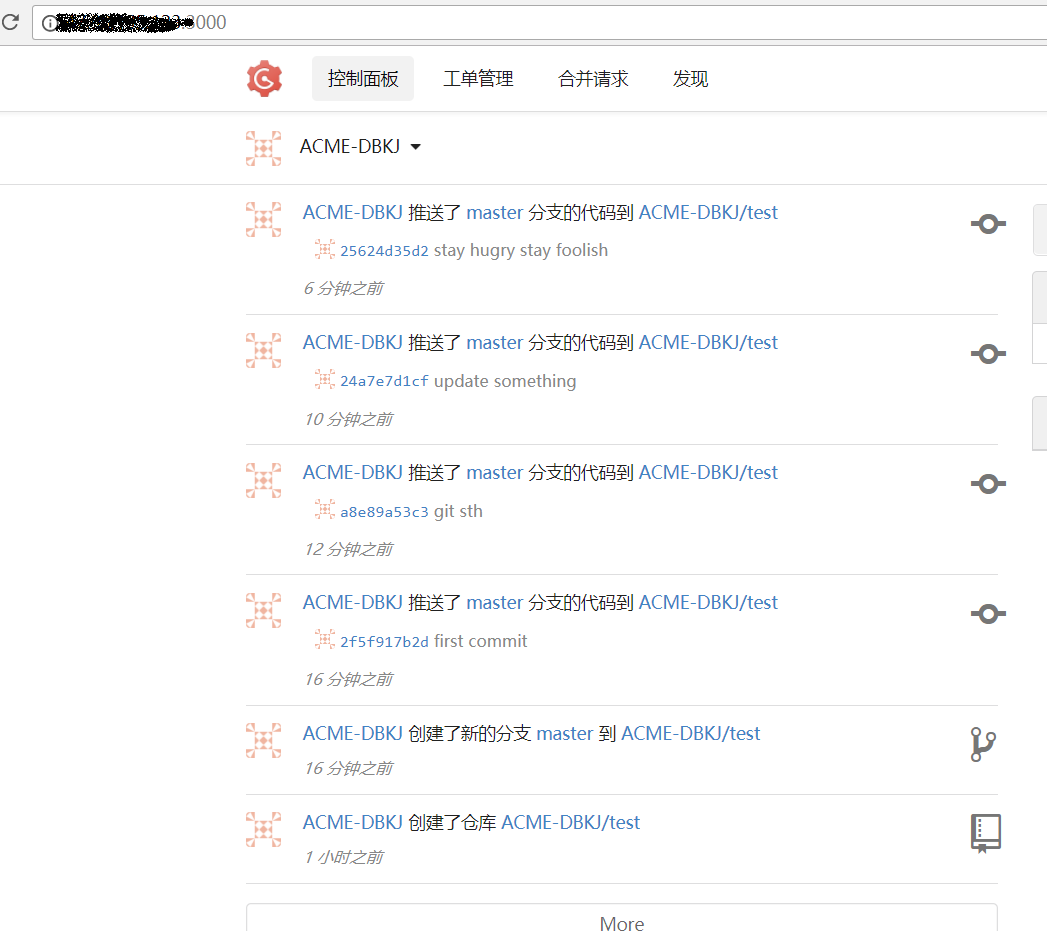 3000
控制面板 工单管理 合并请求 发现
ACME-DBKJ
ACME-DBKJ 推送了 master 分支的代码到 ACME-DBKJ/test
25624d35d2 stay hugry stay foolish
6 分钟之前
ACME-DBKJ 推送了 master 分支的代码到 ACME-DBKJ/test
24a7e7d1cf update something
10 分钟之前
ACME-DBKJ 推送了 master 分支的代码到 ACME-DBKJ/test
a8e89a53c3 git sth
12 分钟之前
ACME-DBKJ 推送了 master 分支的代码到 ACME-DBKJ/test
2f5f917b2d first commit
16 分钟之前
ACME-DBKJ 创建了新的分支 master 到 ACME-DBKJ/test
16 分钟之前
ACME-DBKJ 创建了仓库 ACME-DBKJ/test
1 小时之前
More